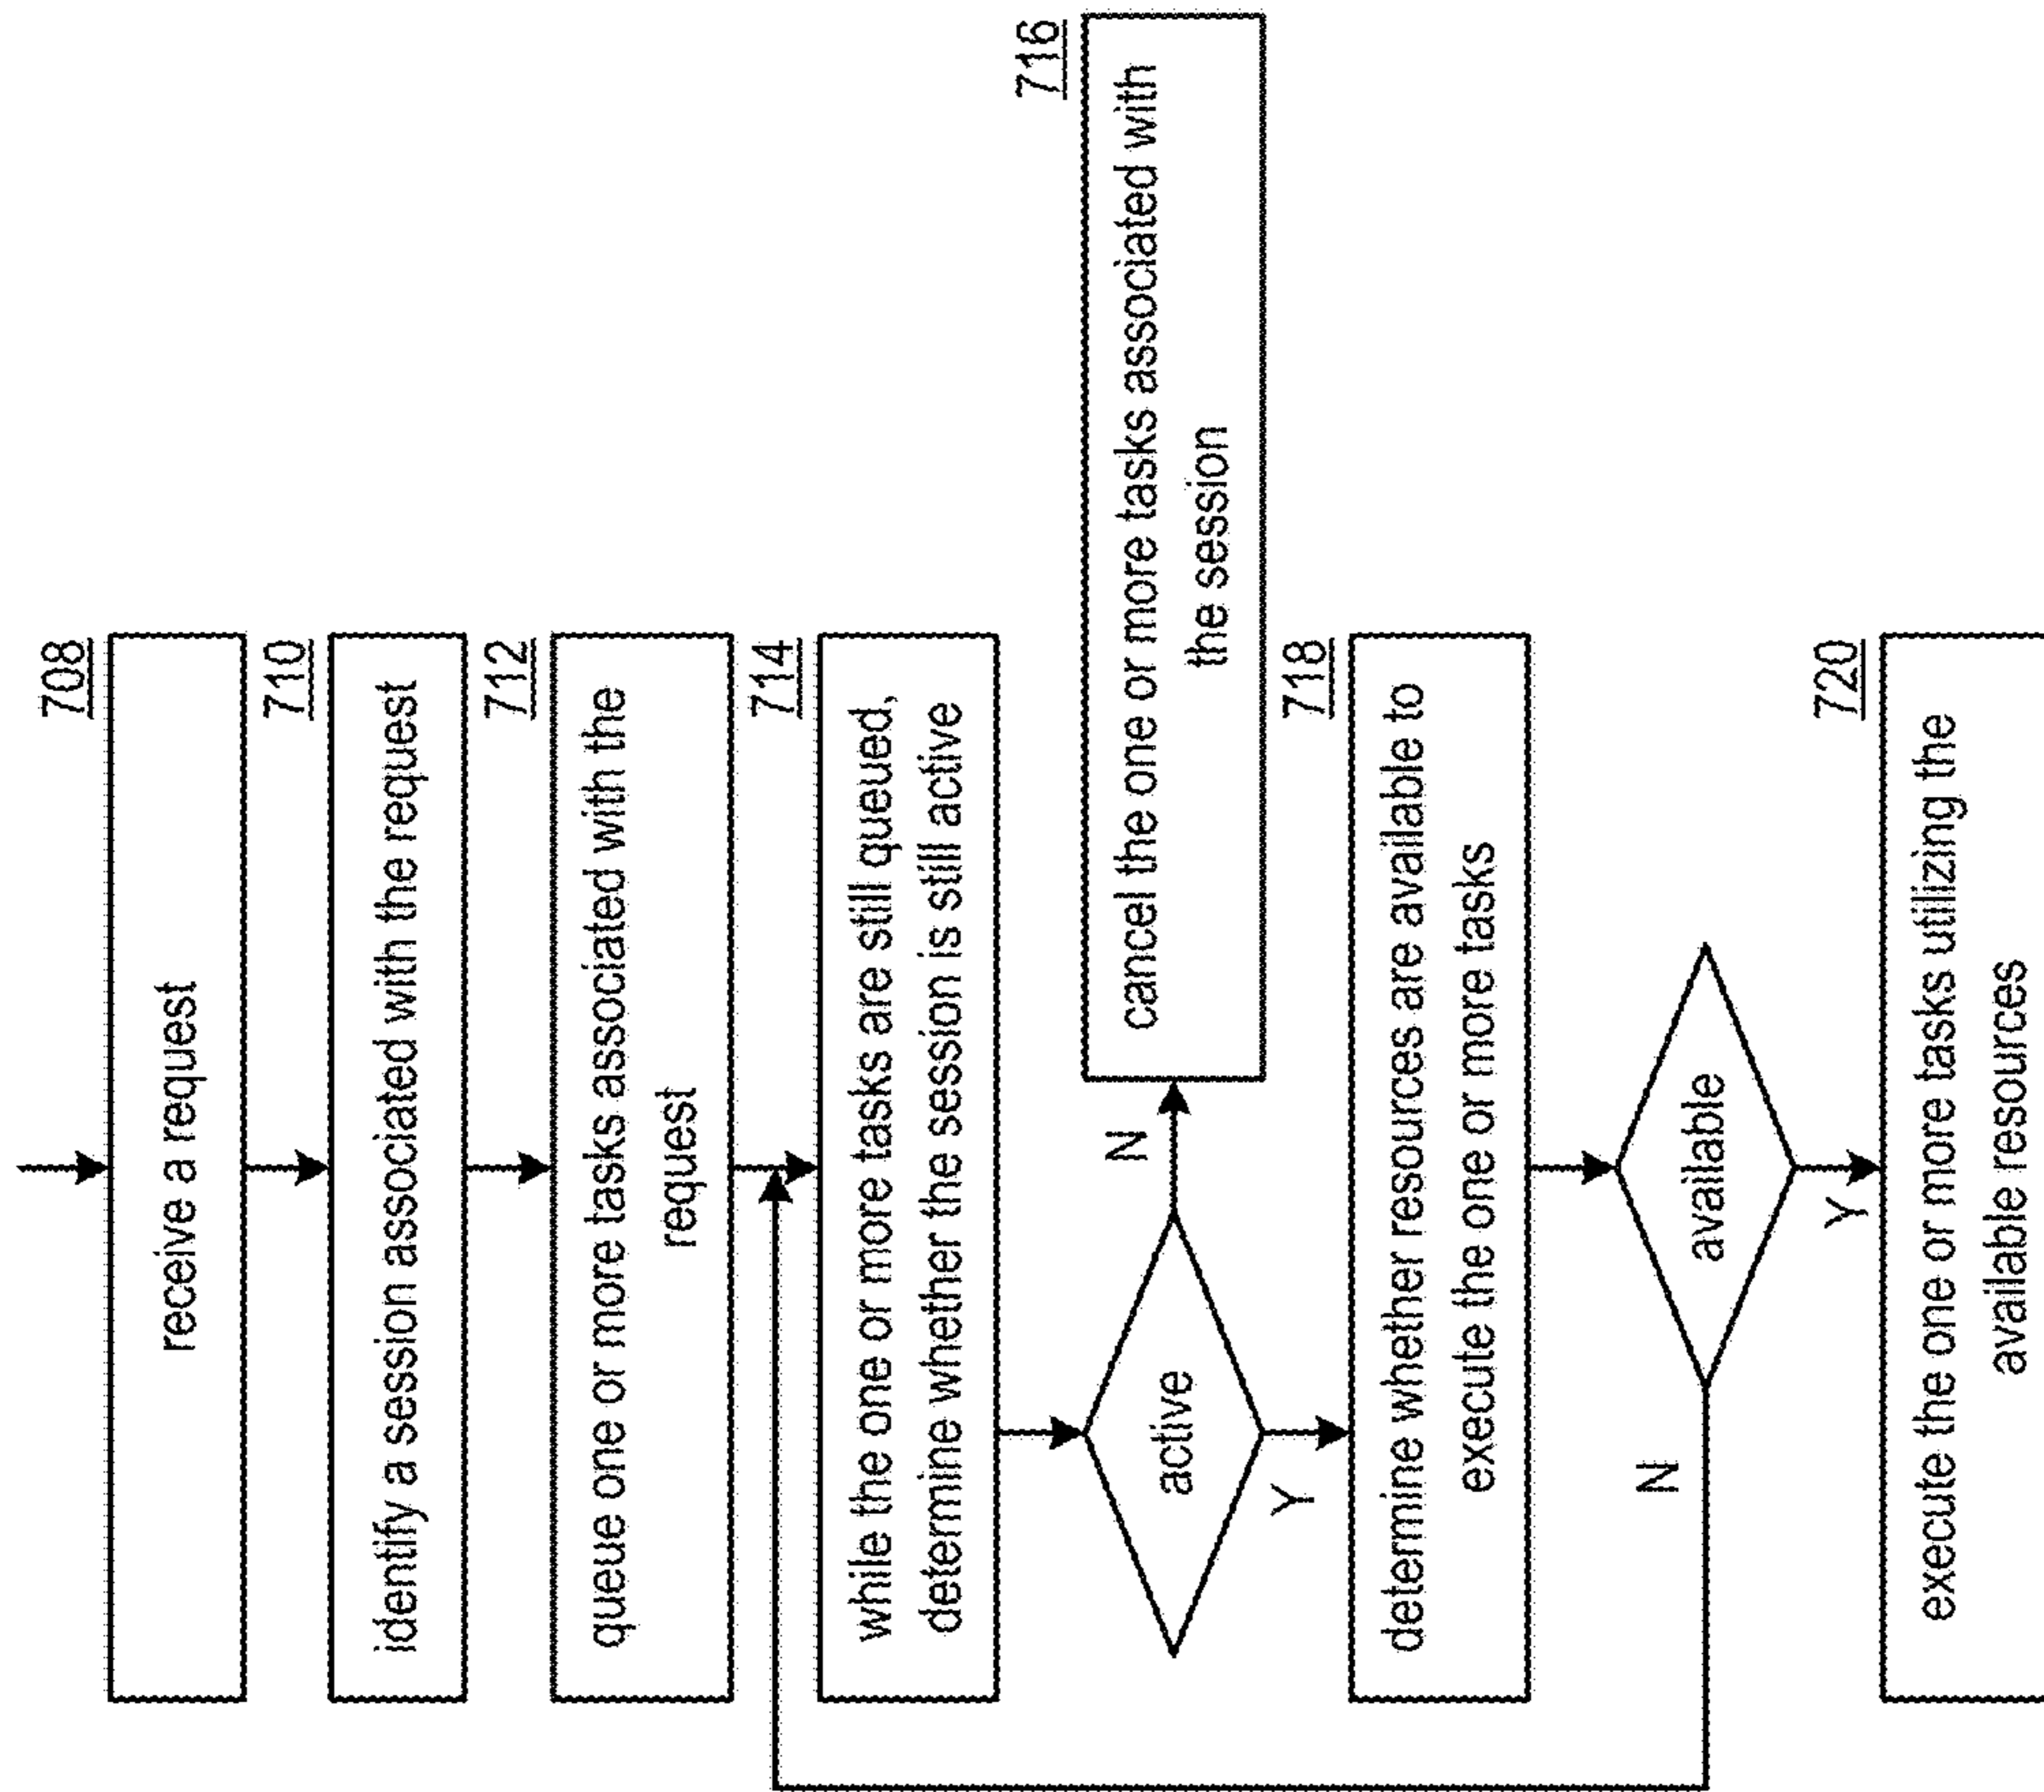 708
receive a request
710
identify a session associated with the request
712
queue one or more tasks associated with the
request
714
while the one or more tasks are still queued,
determine whether the session is still active
active
N
716
cancel the one or more tasks associated with
the session
Y
718
determine whether resources are available to
execute the one or more tasks
available
N
Y
720
execute the one or more tasks utilizing the
available resources